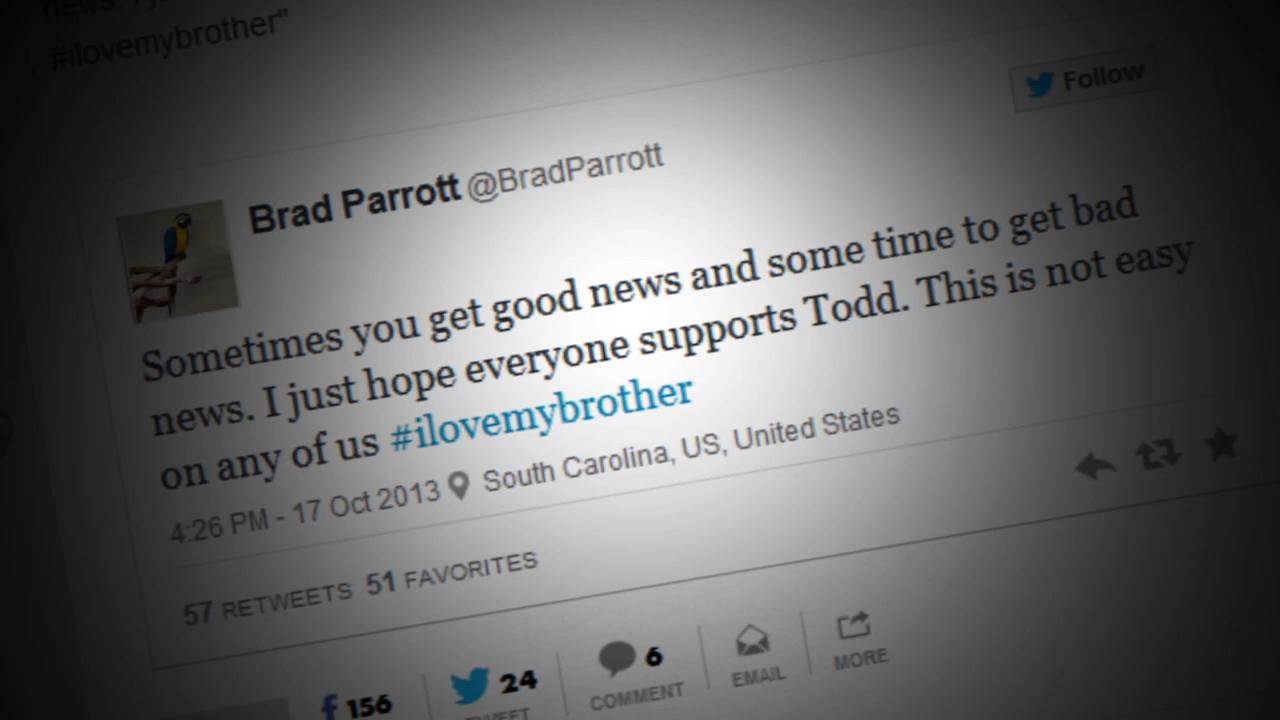 #ilovemybrother"
Follow
Brad Parrott @BradParrott
Sometimes you get good news and some time to get bad
news. I just hope everyone supports Todd. This is not easy
on any of us #ilovemybrother
4:26 PM - 17 Oct 2013 South Carolina, US, United States
57 RETWEETS 51 FAVORITES
156 24 6
TWEET COMMENT EMAIL MORE